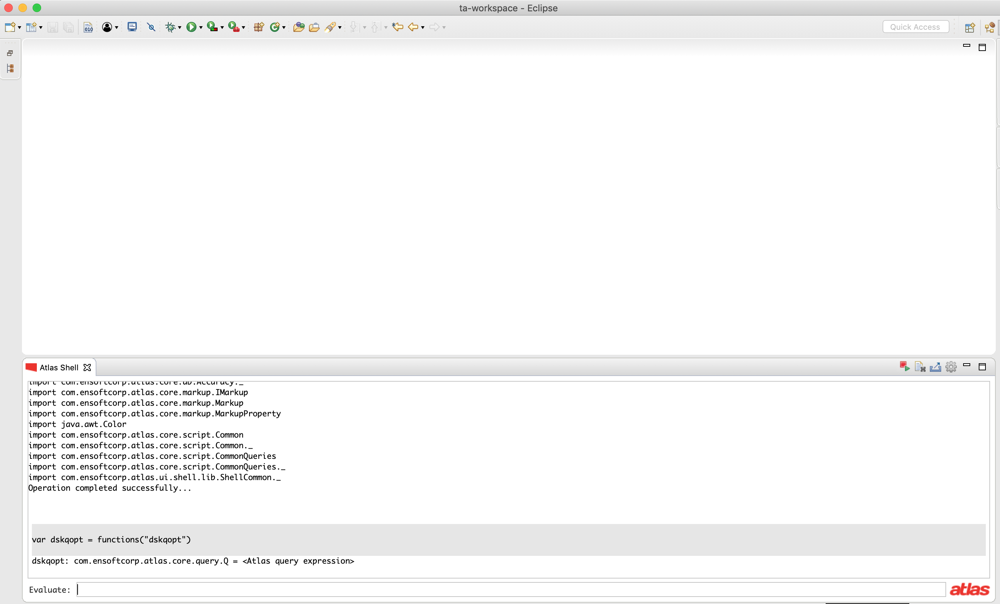 ta-workspace - Eclipse
010
Quick Access
Atlas Shell
import com.ensoftcorp.atlas.core.db.Accuracy._
import com.ensoftcorp.atlas.core.markup.IMarkup
import com.ensoftcorp.atlas.core.markup.Markup
import com.ensoftcorp.atlas.core.markup.MarkupProperty
import java.awt.Color
import com.ensoftcorp.atlas.core.script.Common
import com.ensoftcorp.atlas.core.script.Common._
import com.ensoftcorp.atlas.core.script.CommonQueries
import com.ensoftcorp.atlas.core.script.CommonQueries._
import com.ensoftcorp.atlas.ui.shell.lib.ShellCommon._
Operation completed successfully...
var dskqopt = functions("dskqopt")
dskqopt: com.ensoftcorp.atlas.core.query.Q = <Atlas query expression>
Evaluate:
atlas